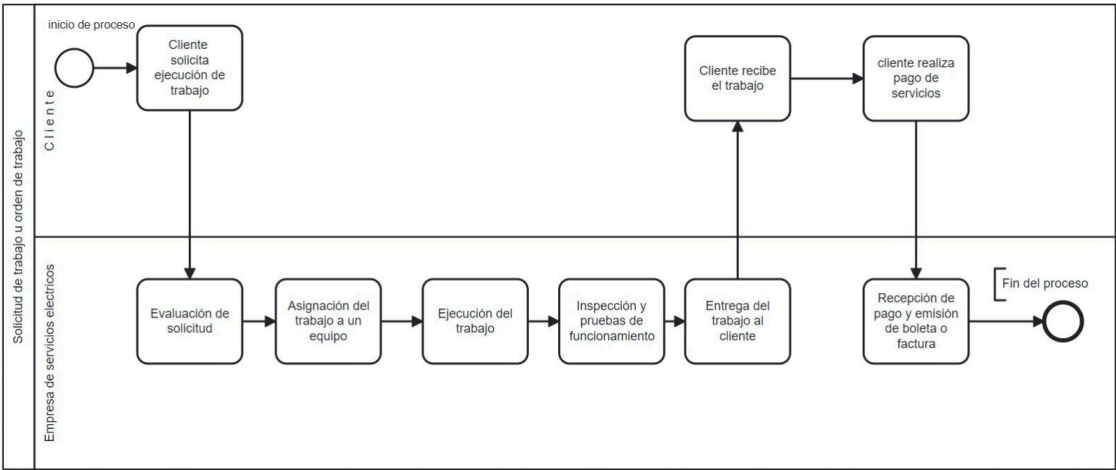 Solicitud de trabajo u orden de trabajo
Cliente
inicio de proceso
Cliente
solicita
ejecución de
trabajo
Cliente recibe
el trabajo
cliente realiza
pago de
servicios
Empresa de servicios electricos
Evaluación de
solicitud
Asignación del
trabajo a un
equipo
Ejecución del
trabajo
Inspección y
pruebas de
funcionamiento
Entrega del
trabajo al
cliente
Recepción de
pago y emisión
de boleta o
factura
Fin del proceso